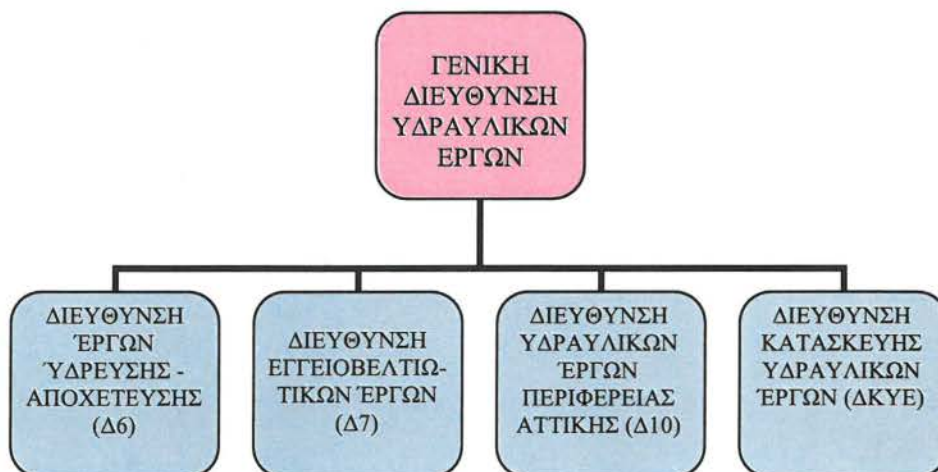 ΓΕΝΙΚΗ
ΔΙΕΥΘΥΝΣΗ
ΥΔΡΑΥΛΙΚΩΝ
ΕΡΓΩΝ
ΔΙΕΥΘΥΝΣΗ
ΈΡΓΩΝ
ΎΔΡΕΥΣΗΣ -
ΑΠΟΧΕΤΕΥΣΗΣ
(Δ6)
ΔΙΕΥΘΥΝΣΗ
ΕΓΓΕΙΟΒΕΛΤΙΩ-
ΤΙΚΩΝ ΈΡΓΩΝ
(Δ7)
ΔΙΕΥΘΥΝΣΗ
ΥΔΡΑΥΛΙΚΩΝ
ΈΡΓΩΝ
ΠΕΡΙΦΕΡΕΙΑΣ
ΑΤΤΙΚΗΣ (Δ10)
ΔΙΕΥΘΥΝΣΗ
ΚΑΤΑΣΚΕΥΗΣ
ΥΔΡΑΥΛΙΚΩΝ
ΈΡΓΩΝ (ΔΚΥΕ)